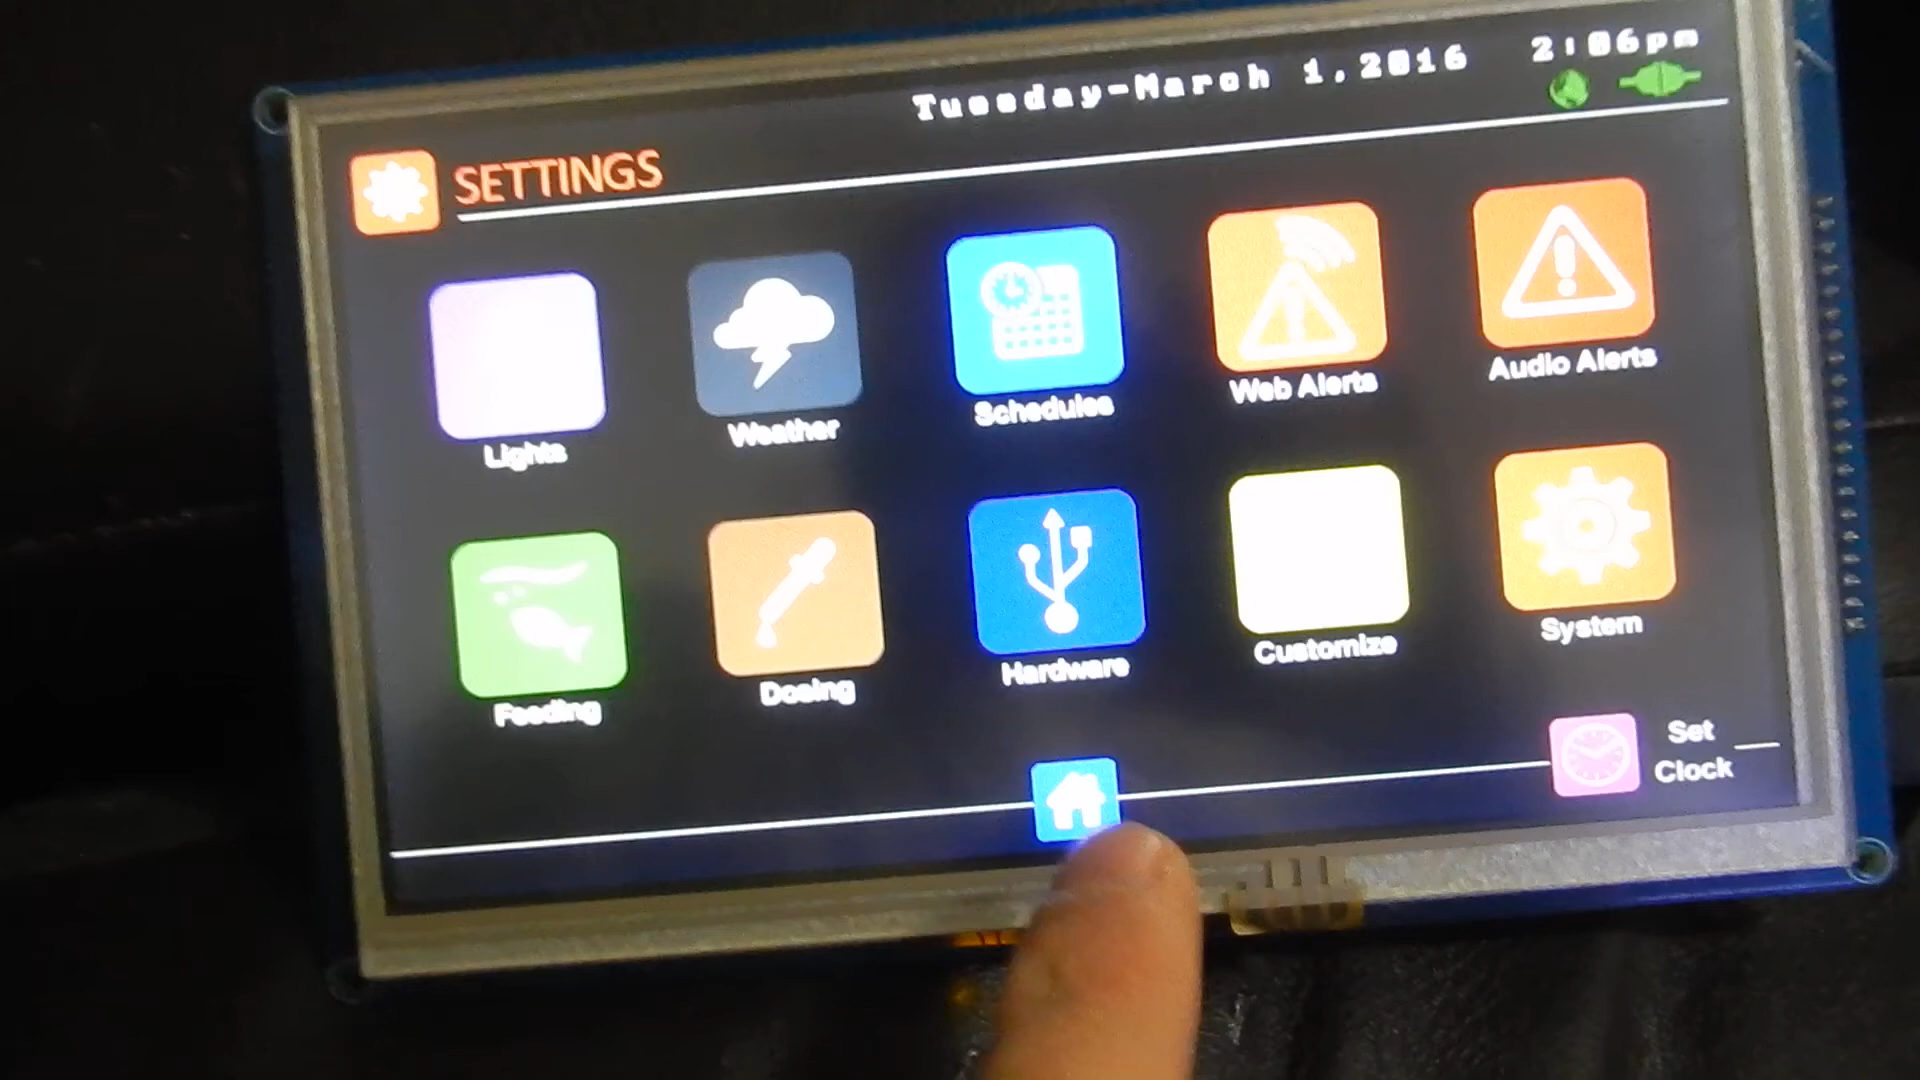 Tuesday-March 1,2016 2:06pm
SETTINGS
Lights
Weather
Schedules
Web Alerts
Audio Alerts
Feeding
Dosing
Hardware
Customize
System
Set
Clock